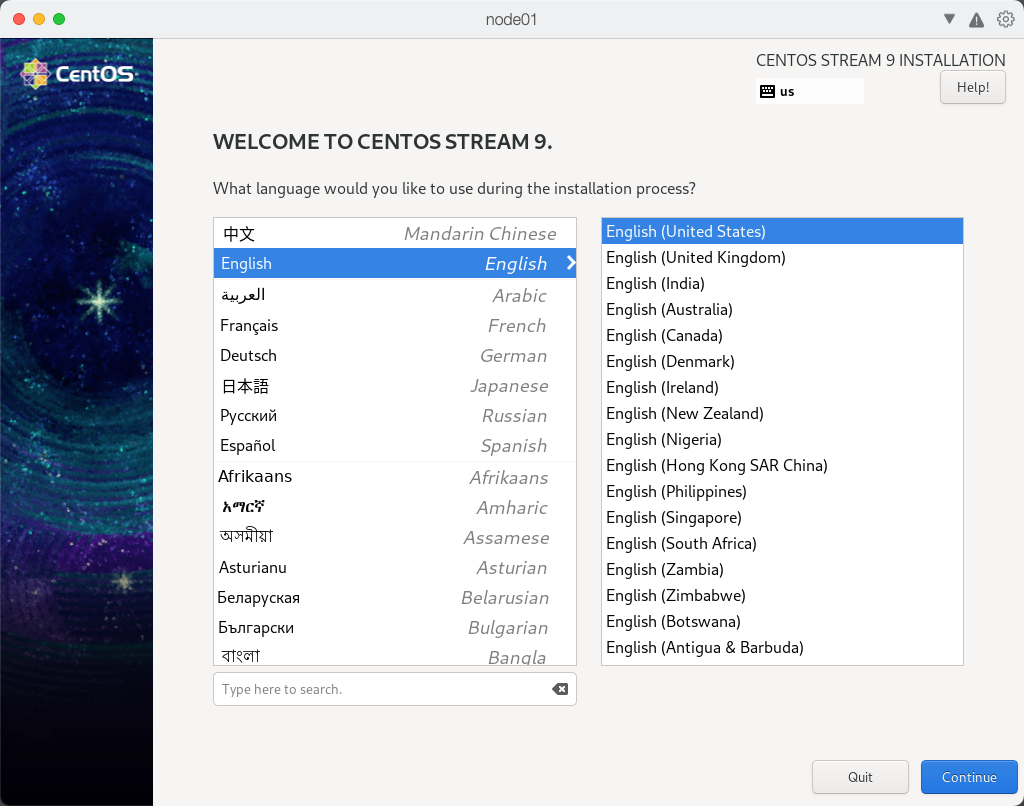 node01
CentOS
CENTOS STREAM 9 INSTALLATION
us
Help!
WELCOME TO CENTOS STREAM 9.
What language would you like to use during the installation process?
中文 Mandarin Chinese
English English
العربية Arabic
Français French
Deutsch German
日本語 Japanese
Русский Russian
Español Spanish
Afrikaans Afrikaans
አማርኛ Amharic
অসমীয়া Assamese
Asturianu Asturian
Беларуская Belarusian
Български Bulgarian
বাংলা Bangla
English (United States)
English (United Kingdom)
English (India)
English (Australia)
English (Canada)
English (Denmark)
English (Ireland)
English (New Zealand)
English (Nigeria)
English (Hong Kong SAR China)
English (Philippines)
English (Singapore)
English (South Africa)
English (Zambia)
English (Zimbabwe)
English (Botswana)
English (Antigua & Barbuda)
Type here to search.
Quit
Continue